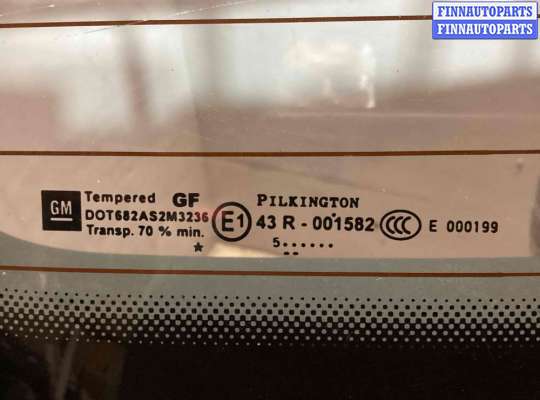 FINNAUTOPARTS
FINNAUTOPARTS
GM
Tempered GF
DOT682AS2M3236
Transp. 70 % min.
E1
PILKINGTON
43 R - 001582
CCC
E 000199
5......